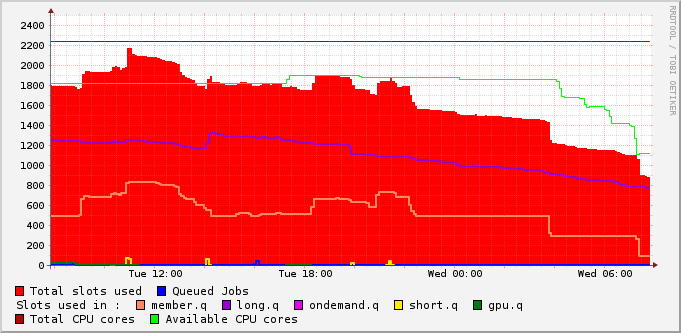 RRDTOOL / TOBI OETIKER
2400
2200
2000
1800
1600
1400
1200
1000
800
600
400
200
0
Tue 12:00 Tue 18:00 Wed 00:00 Wed 06:00
Total slots used Queued Jobs
Slots used in : member.q long.q ondemand.q short.q gpu.q
Total CPU cores Available CPU cores